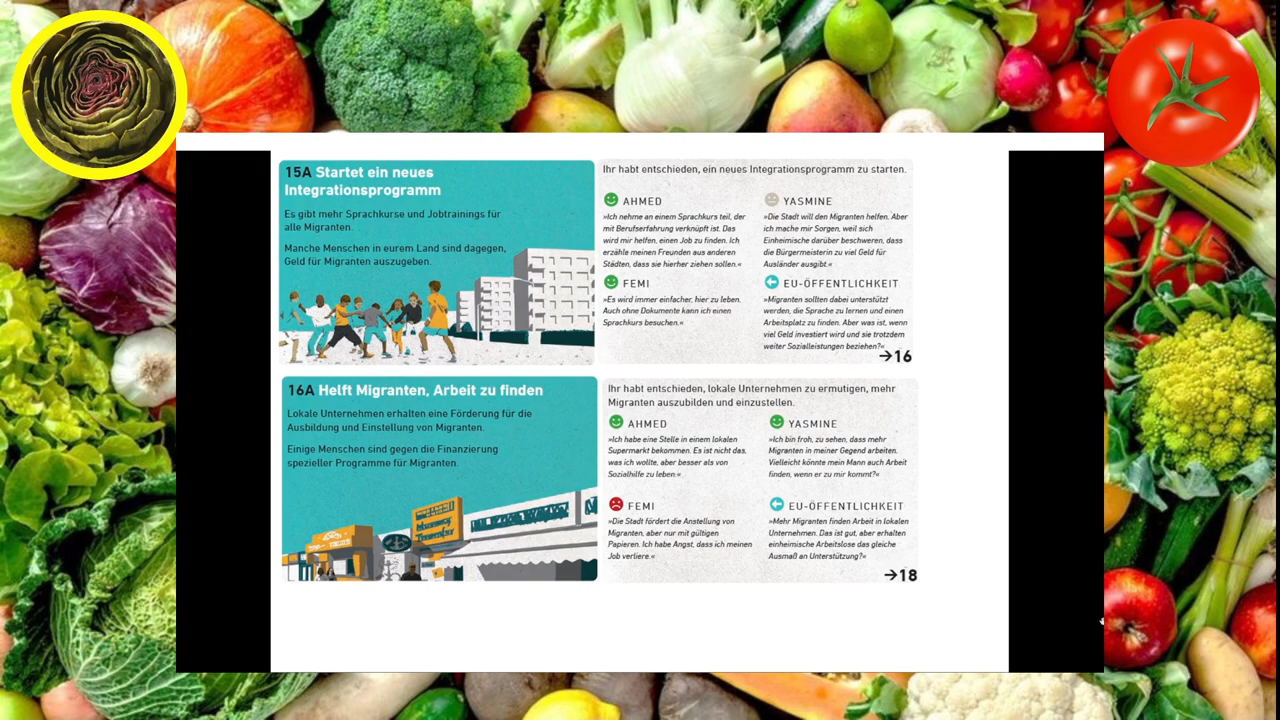 15A Startet ein neues
Integrationsprogramm
Es gibt mehr Sprachkurse und Jobtrainings für
alle Migranten.
Manche Menschen in eurem Land sind dagegen,
Geld für Migranten auszugeben.
Ihr habt entschieden, ein neues Integrationsprogramm zu starten.
AHMED
»Ich nehme an einem Sprachkurs teil, der
mit Berufserfahrung verknüpft ist. Das
wird mir helfen, einen Job zu finden. Ich
erzähle meinen Freunden aus anderen
Städten, dass sie hierher ziehen sollen.«
YASMINE
»Die Stadt will den Migranten helfen. Aber
ich mache mir Sorgen, weil sich
Einheimische darüber beschweren, dass
die Bürgermeisterin zu viel Geld für
Ausländer ausgibt.«
FEMI
»Es wird immer einfacher, hier zu leben.
Auch ohne Dokumente kann ich einen
Sprachkurs besuchen.«
EU-ÖFFENTLICHKEIT
»Migranten sollten dabei unterstützt
werden, die Sprache zu lernen und einen
Arbeitsplatz zu finden. Aber was ist, wenn
viel Geld investiert wird und sie trotzdem
weiter Sozialleistungen beziehen?«
→16
16A Helft Migranten, Arbeit zu finden
Lokale Unternehmen erhalten eine Förderung für die
Ausbildung und Einstellung von Migranten.
Einige Menschen sind gegen die Finanzierung
spezieller Programme für Migranten.
Ihr habt entschieden, lokale Unternehmen zu ermutigen, mehr
Migranten auszubilden und einzustellen.
AHMED
»Ich habe eine Stelle in einem lokalen
Supermarkt bekommen. Es ist nicht das,
was ich wollte, aber besser als von
Sozialhilfe zu leben.«
YASMINE
»Ich bin froh, zu sehen, dass mehr
Migranten in meiner Gegend arbeiten.
Vielleicht könnte mein Mann auch Arbeit
finden, wenn er zu mir kommt?«
FEMI
»Die Stadt fördert die Anstellung von
Migranten, aber nur mit gültigen
Papieren. Ich habe Angst, dass ich meinen
Job verliere.«
EU-ÖFFENTLICHKEIT
»Mehr Migranten finden Arbeit in lokalen
Unternehmen. Das ist gut, aber erhalten
einheimische Arbeitslose das gleiche
Ausmaß an Unterstützung?«
→18